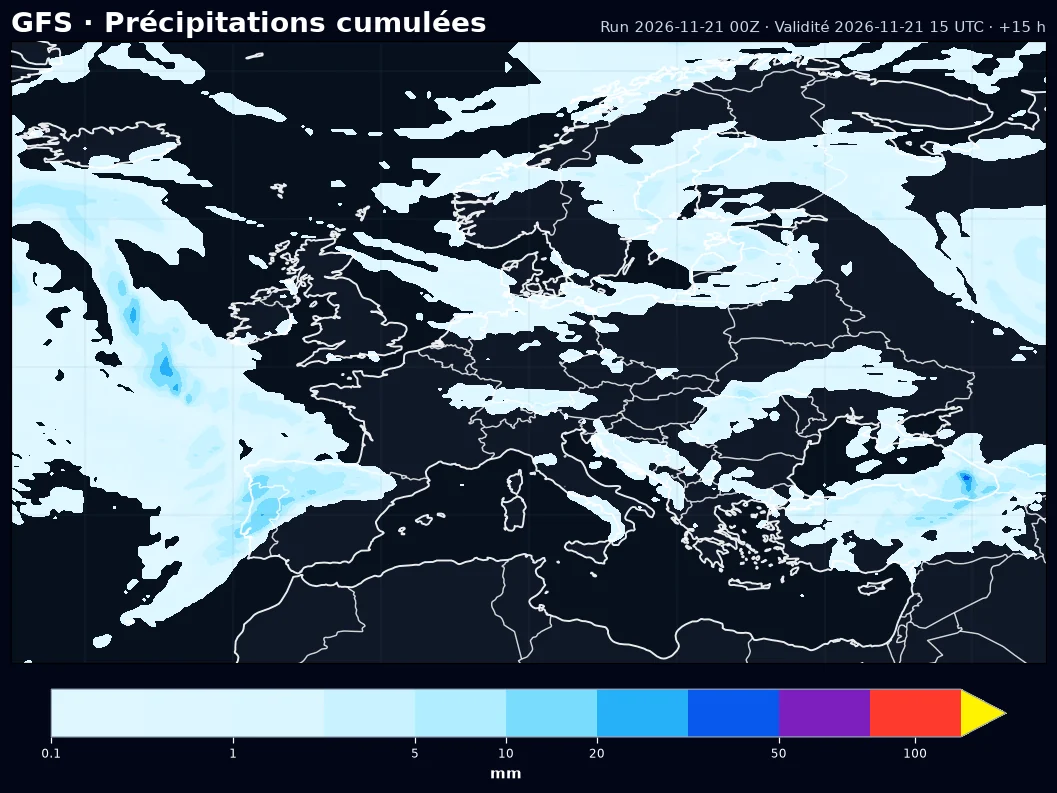 GFS · Précipitations cumulées
Run 2026-11-21 00Z · Validité 2026-11-21 15 UTC · +15 h
0.1 1 5 10 20 50 100
mm